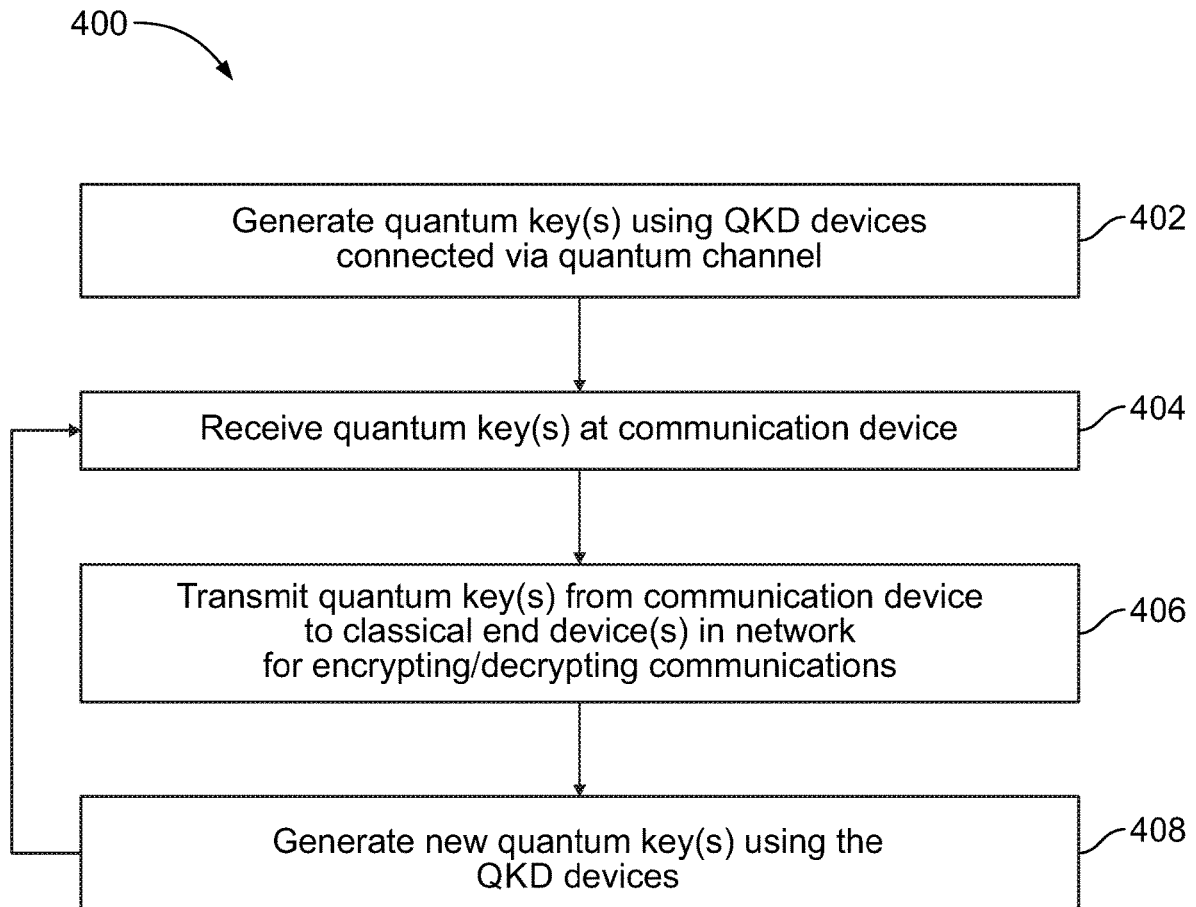 400
Generate quantum key(s) using QKD devices
connected via quantum channel
402
Receive quantum key(s) at communication device
404
Transmit quantum key(s) from communication device
to classical end device(s) in network
for encrypting/decrypting communications
406
Generate new quantum key(s) using the
QKD devices
408